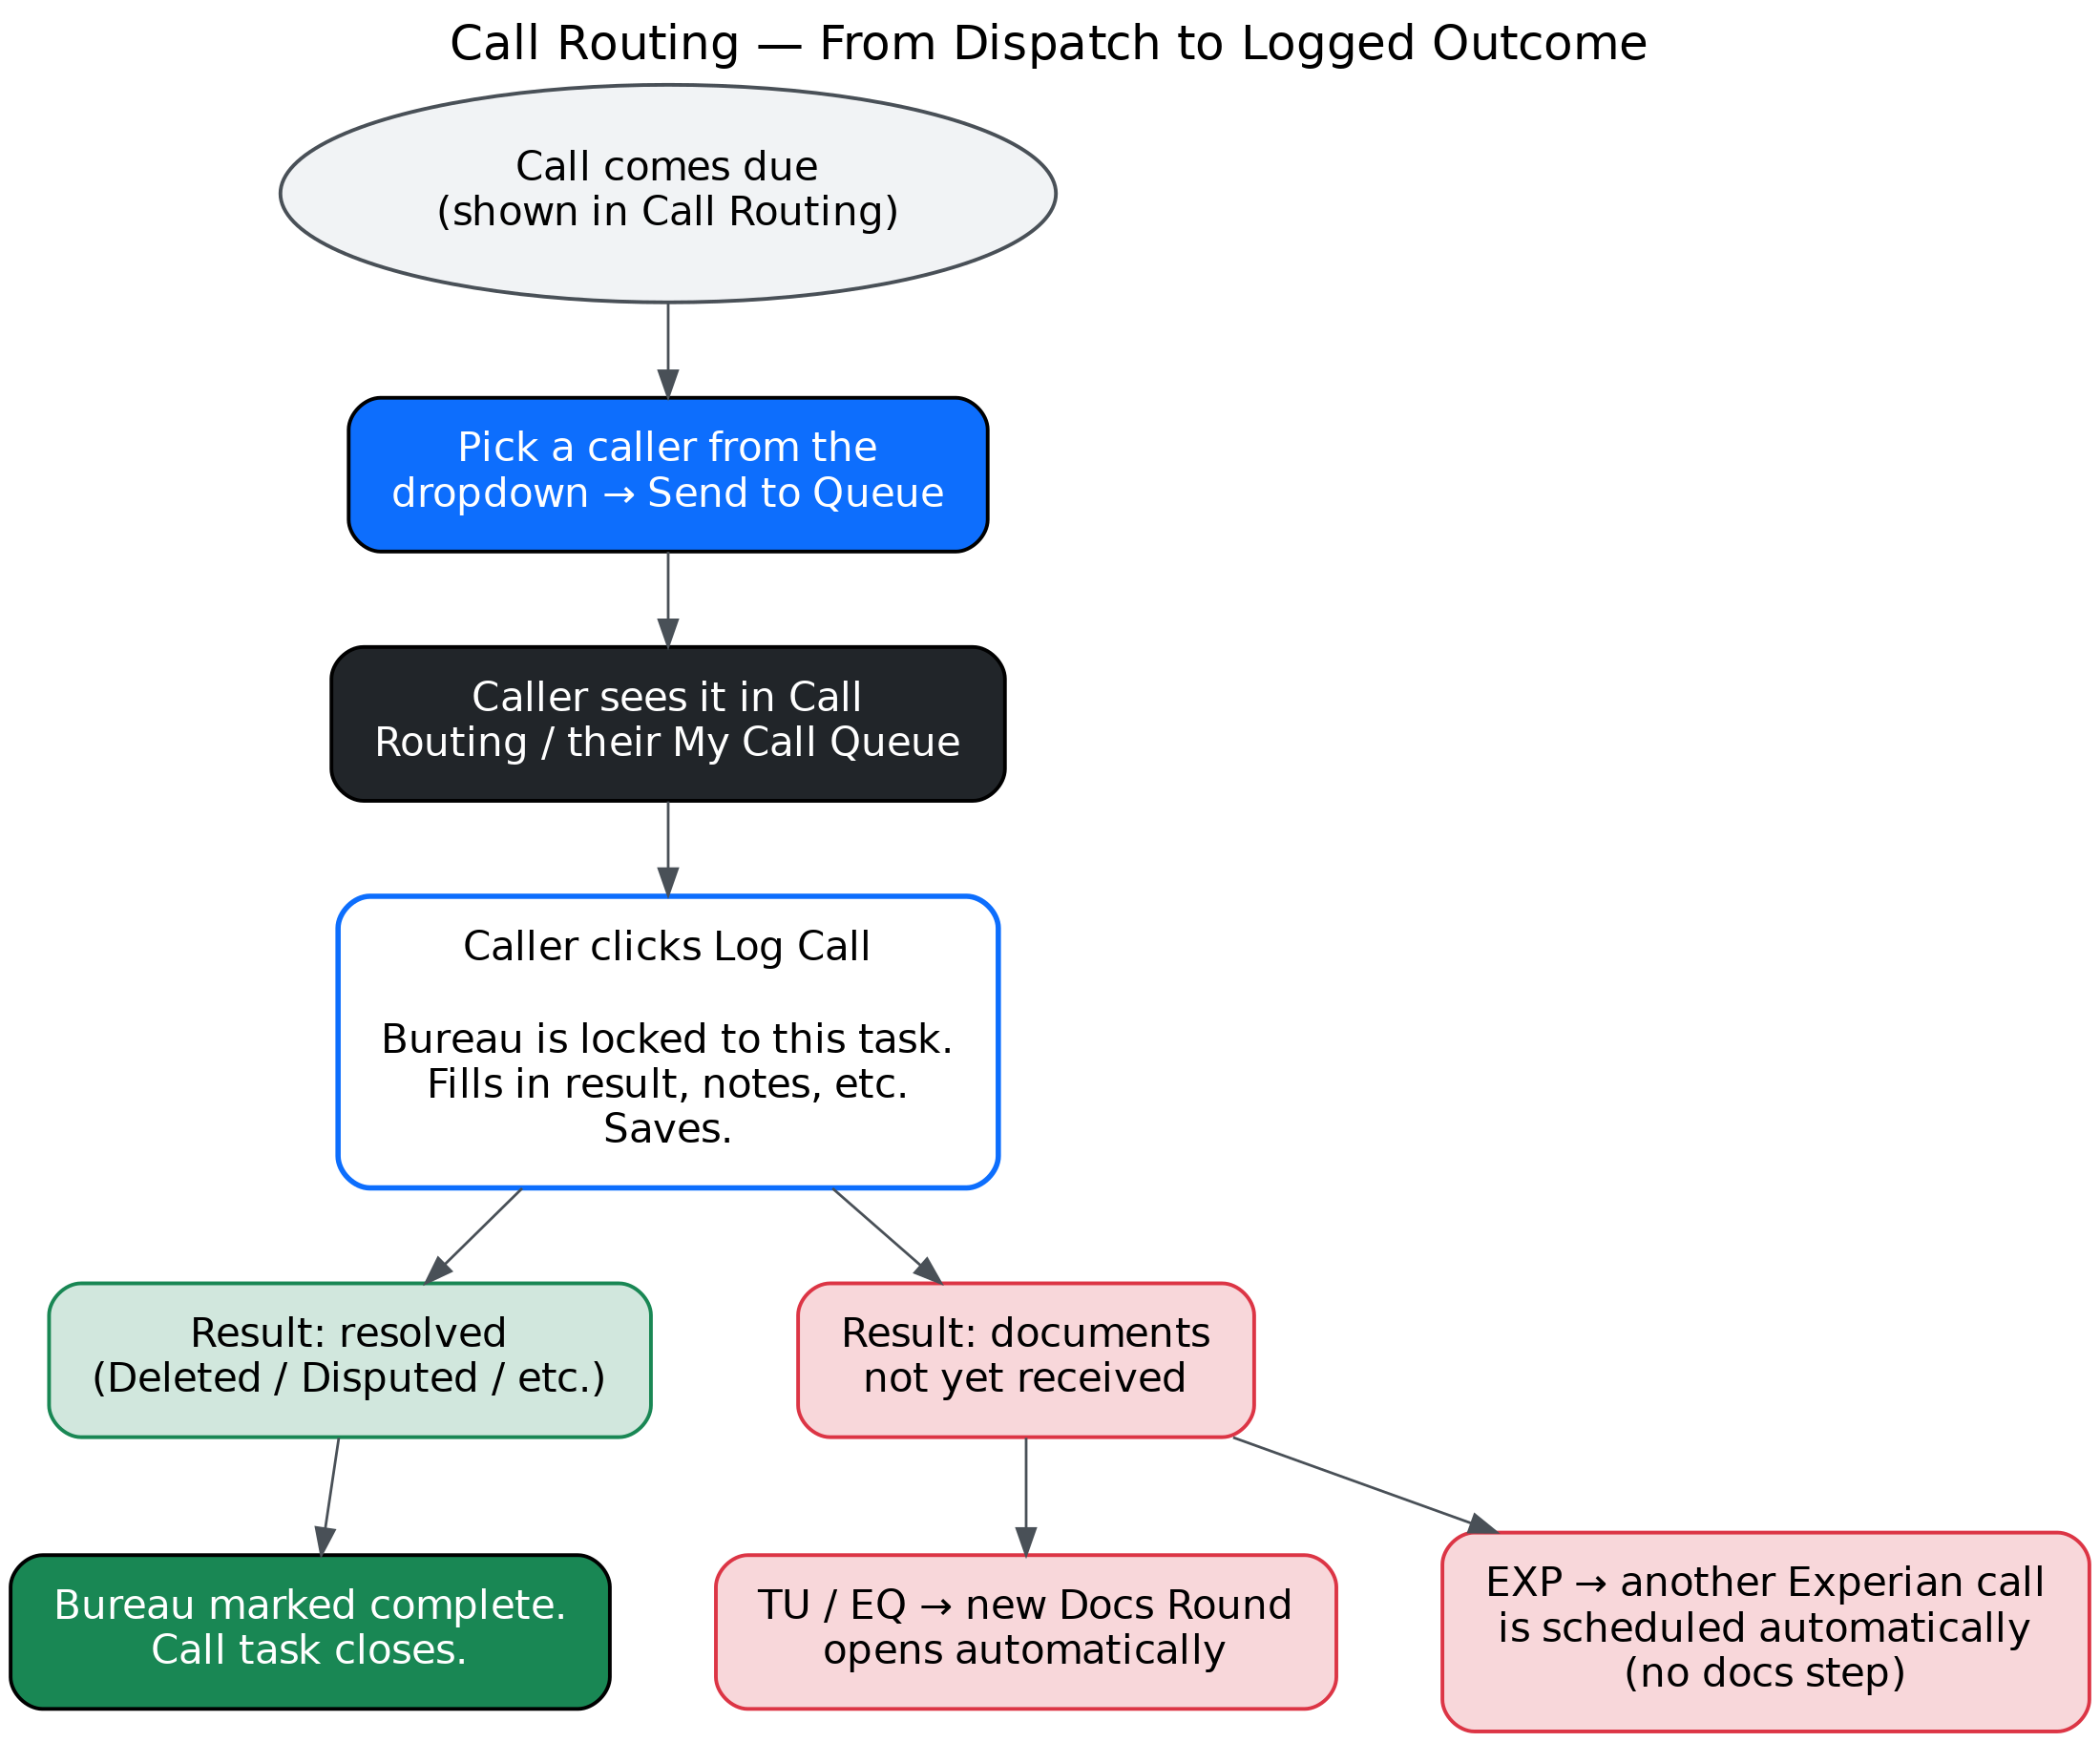 Call Routing — From Dispatch to Logged Outcome
Call comes due
(shown in Call Routing)
Pick a caller from the
dropdown → Send to Queue
Caller sees it in Call
Routing / their My Call Queue
Caller clicks Log Call
Bureau is locked to this task.
Fills in result, notes, etc.
Saves.
Result: resolved
(Deleted / Disputed / etc.)
Result: documents
not yet received
Bureau marked complete.
Call task closes.
TU / EQ → new Docs Round
opens automatically
EXP → another Experian call
is scheduled automatically
(no docs step)